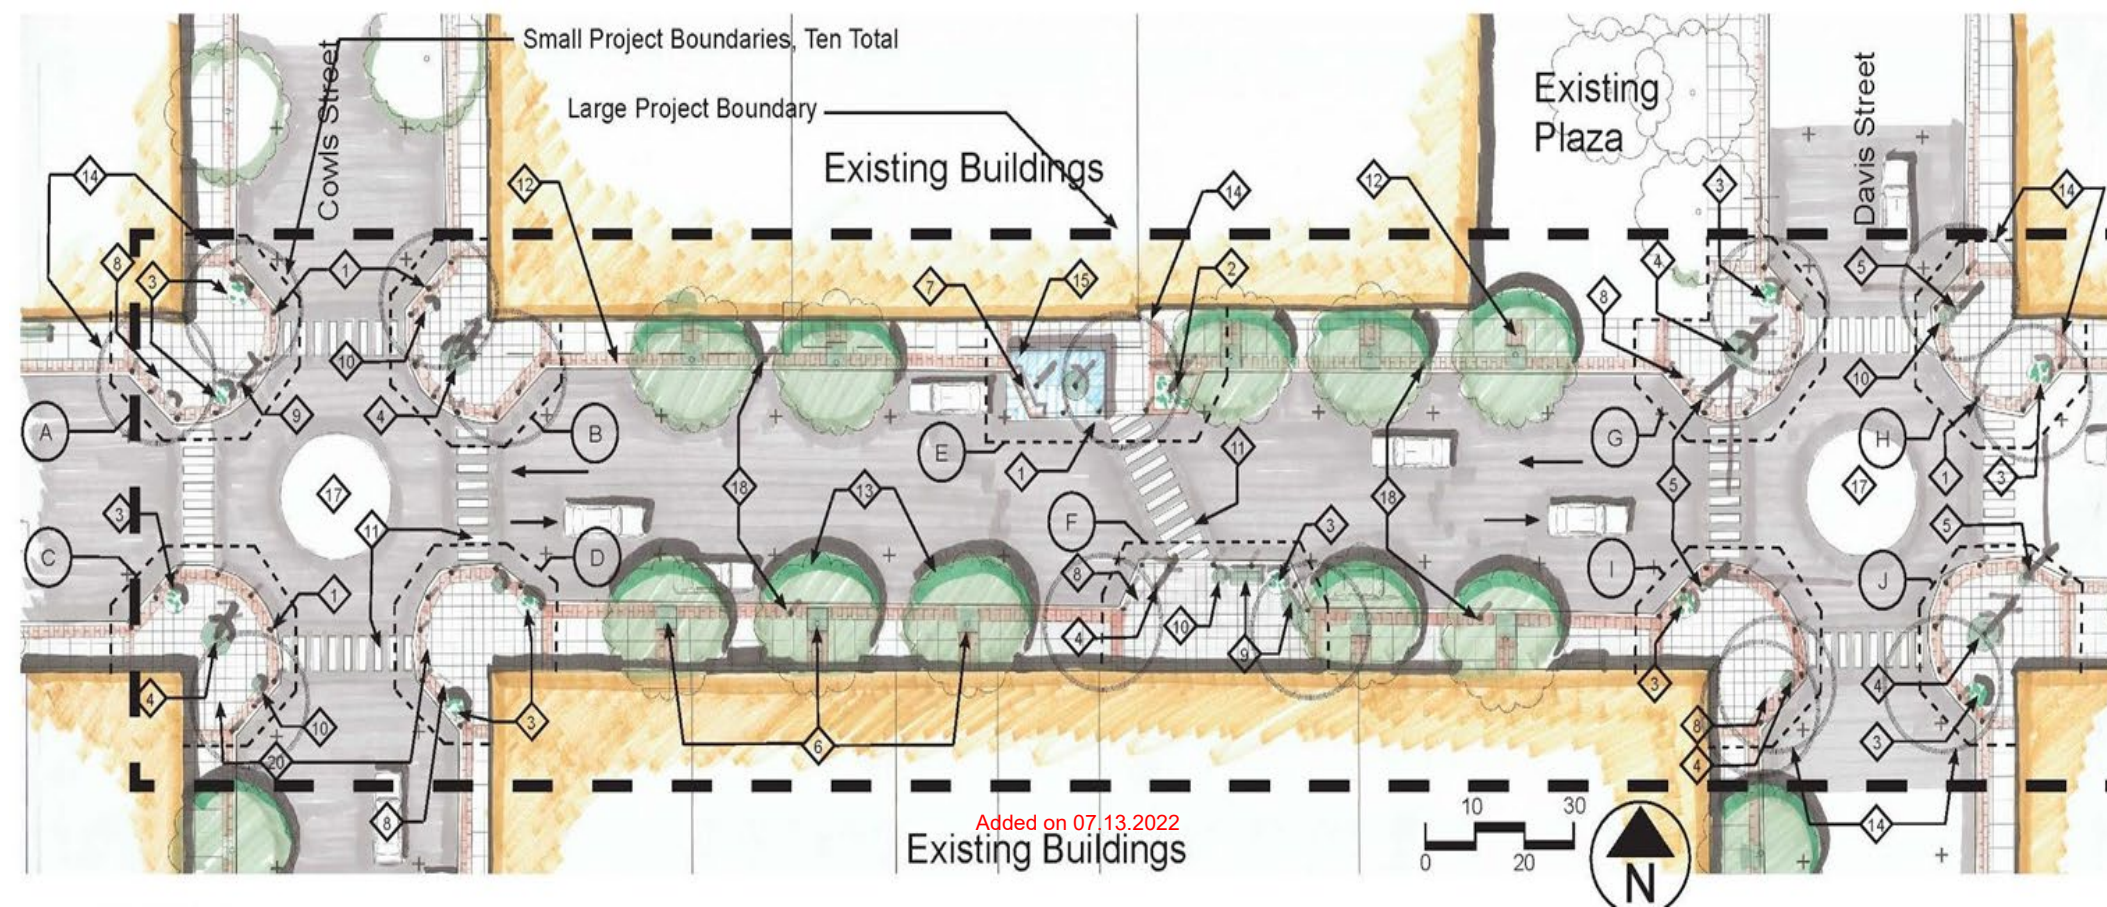 Small Project Boundaries, Ten Total
Cowls Street
Large Project Boundary
Existing Buildings
Existing
Plaza
Davis Street
14
12
14
12
3
14
8
3
1
7
15
2
8
4
5
10
4
9
10
A
B
E
1
11
G
H
1
3
17
18
13
18
5
17
3
11
F
3
5
C
D
8
I
J
1
4
10
9
4
10
3
3
8
4
4
3
20
6
8
14
10 30
0 20
Added on 07.13.2022
Existing Buildings
N